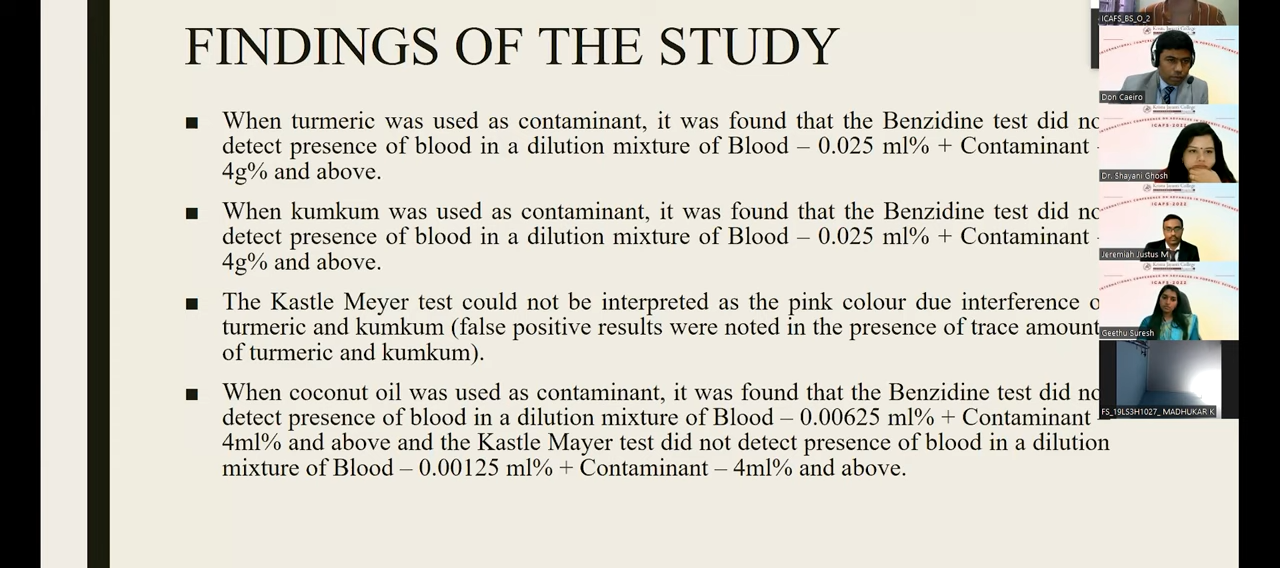 FINDINGS OF THE STUDY
■ When turmeric was used as contaminant, it was found that the Benzidine test did
detect presence of blood in a dilution mixture of Blood – 0.025 ml% + Contaminant
4g% and above.
■ When kumkum was used as contaminant, it was found that the Benzidine test did
detect presence of blood in a dilution mixture of Blood – 0.025 ml% + Contaminant
4g% and above.
■ The Kastle Meyer test could not be interpreted as the pink colour due interference
turmeric and kumkum (false positive results were noted in the presence of trace amount
of turmeric and kumkum).
■ When coconut oil was used as contaminant, it was found that the Benzidine test did
detect presence of blood in a dilution mixture of Blood – 0.00625 ml% + Contaminant
4ml% and above and the Kastle Mayer test did not detect presence of blood in a dilution
mixture of Blood – 0.00125 ml% + Contaminant – 4ml% and above.
ICAFS_BS_O_2
Don Caeiro
Dr. Shayani Ghosh
ICAFS-2022
Jeremiah Justus M
ICAFS-2022
Geethu Suresh
FS_19LS3H1027_ MADHUKAR K